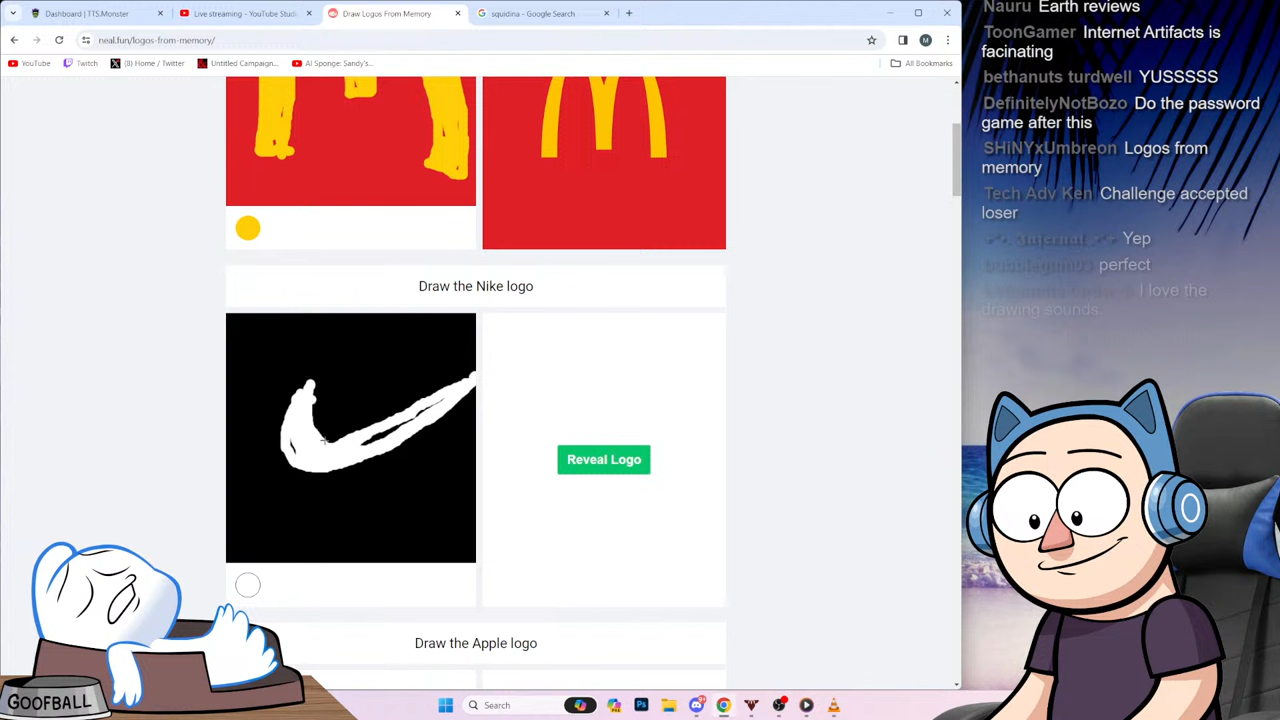 Dashboard | TTS.Monster
Live streaming - YouTube Studi
Draw Logos From Memory
squidina - Google Search
neal.fun/logos-from-memory/
YouTube
Twitch
(8) Home / Twitter
Untitled Campaign...
AI Sponge: Sandy's...
All Bookmarks
Draw the Nike logo
Reveal Logo
Draw the Apple logo
Search
GOOFBALL
Nauru Earth reviews
ToonGamer Internet Artifacts is
facinating
bethanuts turdwell YUSSSSS
DefinitelyNotBozo Do the password
game after this
SHiNYxUmbreon Logos from
memory
Tech Adv Ken Challenge accepted
loser
Yep
perfect
I love the
drawing sounds.